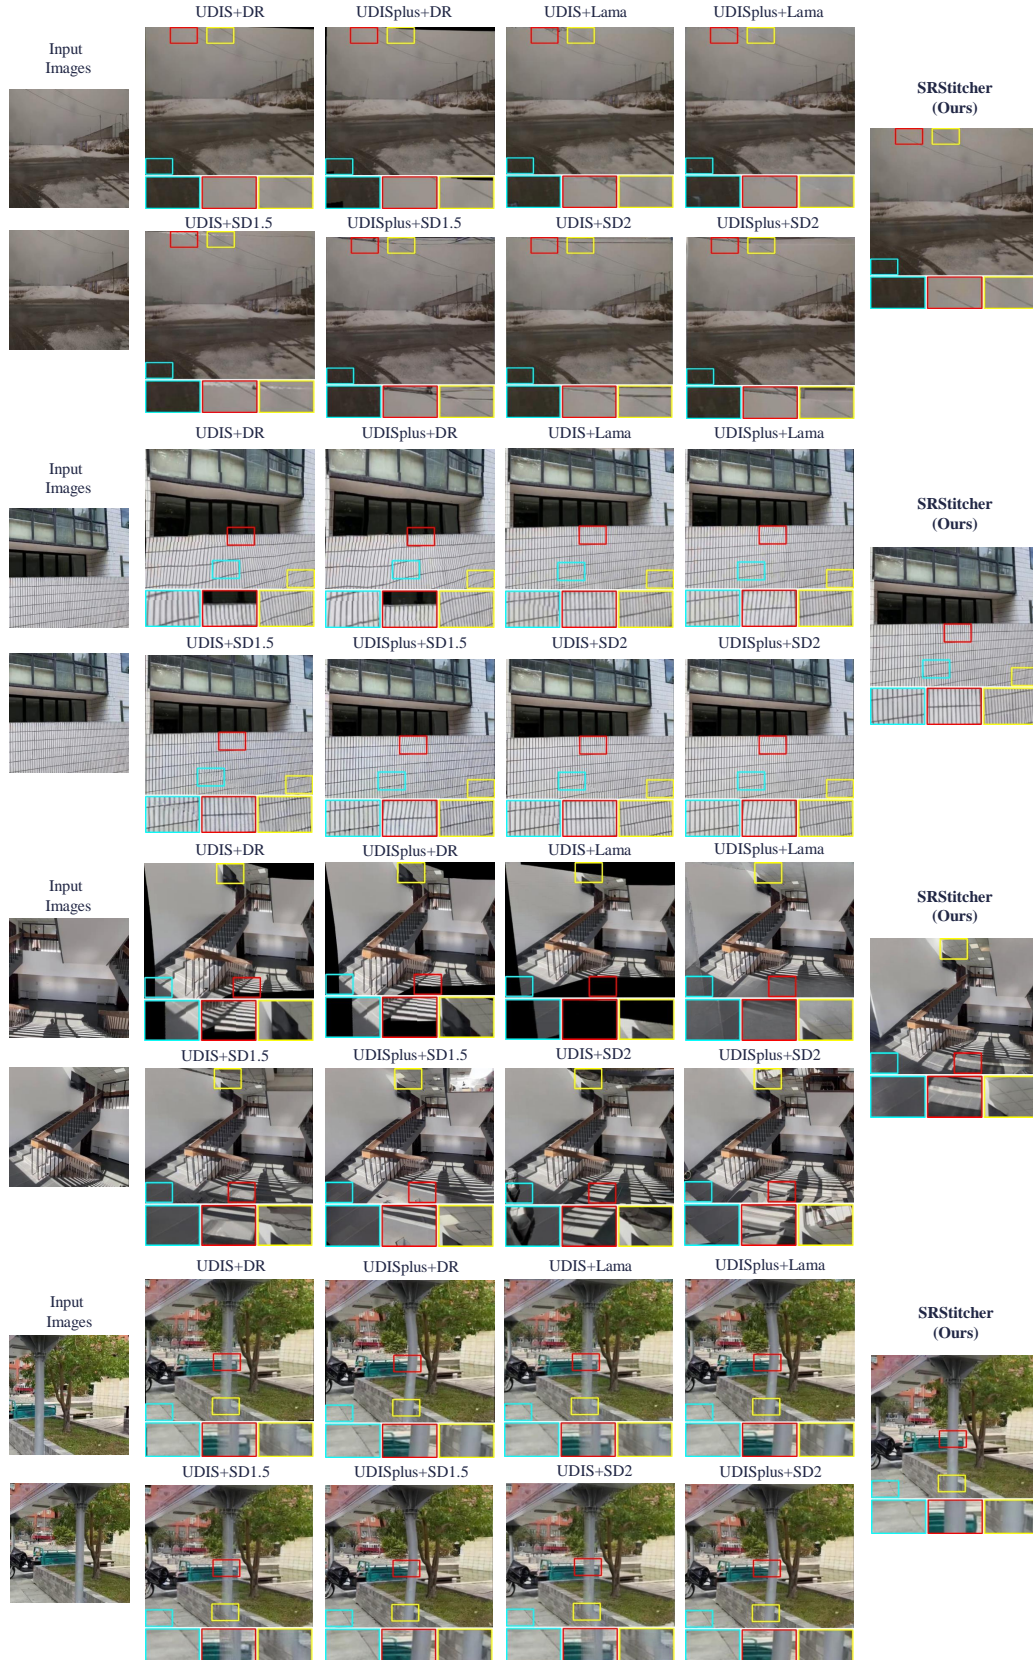 UDIS+DR UDISplus+DR UDIS+Lama UDISplus+Lama
Input
Images
SRStitcher
(Ours)
UDIS+SD1.5 UDISplus+SD1.5 UDIS+SD2 UDISplus+SD2
UDIS+DR UDISplus+DR UDIS+Lama UDISplus+Lama
Input
Images
SRStitcher
(Ours)
UDIS+SD1.5 UDISplus+SD1.5 UDIS+SD2 UDISplus+SD2
UDIS+DR UDISplus+DR UDIS+Lama UDISplus+Lama
Input
Images
SRStitcher
(Ours)
UDIS+SD1.5 UDISplus+SD1.5 UDIS+SD2 UDISplus+SD2
UDIS+DR UDISplus+DR UDIS+Lama UDISplus+Lama
Input
Images
SRStitcher
(Ours)
UDIS+SD1.5 UDISplus+SD1.5 UDIS+SD2 UDISplus+SD2